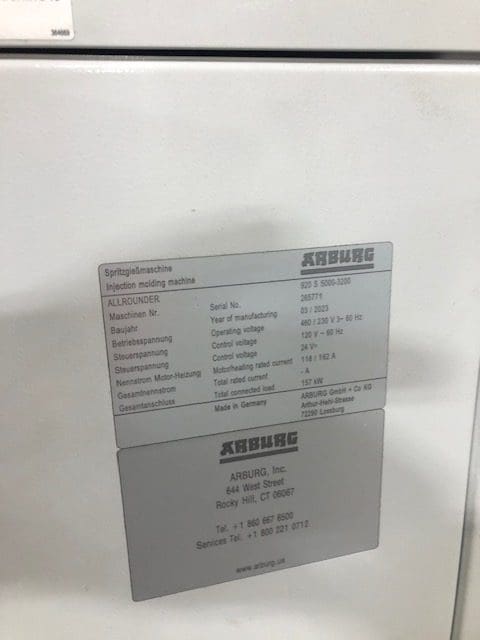 364669
ARBURG
Spritzgießmaschine
Injection molding machine
ALLROUNDER 920 S 5000-3200
Maschinen Nr. Serial No. 265771
Baujahr Year of manufacturing 03 / 2023
Betriebsspannung Operating voltage 460 / 230 V 3~ 60 Hz
Steuerspannung Control voltage 120 V ~ 60 Hz
Steuerspannung Control voltage 24 V=
Nennstrom Motor-Heizung Motor/heating rated current 118 / 162 A
Gesamtnennstrom Total rated current - A
Gesamtanschluss Total connected load 157 kW
Made in Germany ARBURG GmbH + Co KG
Arthur-Hehl-Strasse
72290 Lossburg
ARBURG
ARBURG, Inc.
644 West Street
Rocky Hill, CT 06067
Tel. +1 860 667 6500
Services Tel. +1 800 221 0712
www.arburg.us